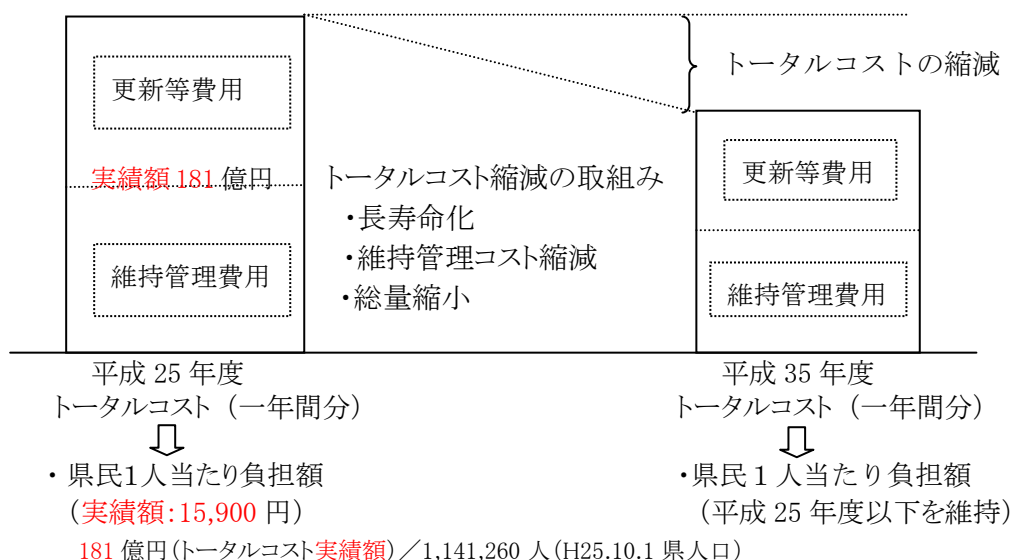 トータルコストの縮減
更新等費用
更新等費用
実績額 181 億円
トータルコスト縮減の取組み
・長寿命化
・維持管理コスト縮減
・総量縮小
維持管理費用
維持管理費用
平成 25 年度
トータルコスト（一年間分）
・県民1人当たり負担額
（実績額：15,900 円）
181 億円（トータルコスト実績額）／1,141,260 人（H25.10.1 県人口）
平成 35 年度
トータルコスト（一年間分）
・県民 1 人当たり負担額
（平成 25 年度以下を維持）